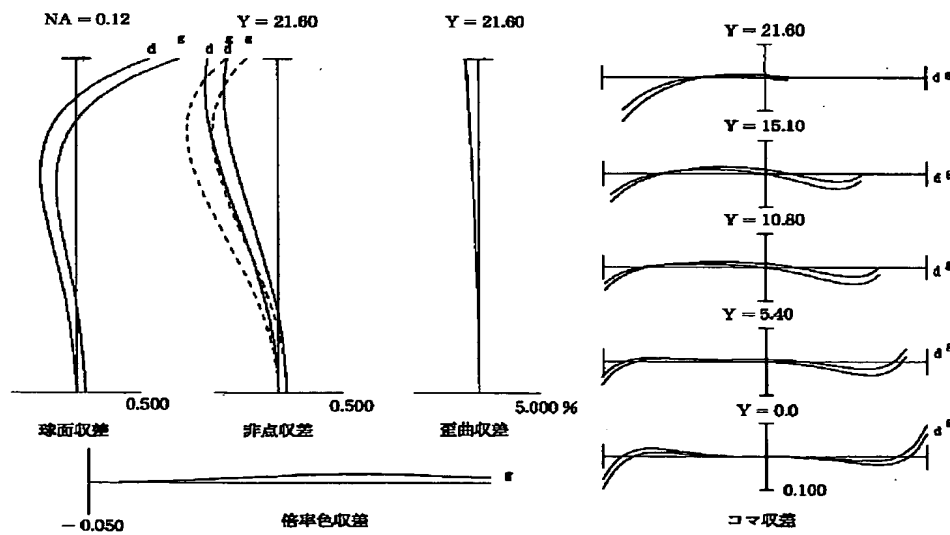 NA = 0.12
d g
0.500
球面収差
Y = 21.60
d g d g
0.500
非点収差
Y = 21.60
5.000 %
歪曲収差
g
− 0.050
倍率色収差
Y = 21.60
d g
Y = 15.10
d g
Y = 10.80
d g
Y = 5.40
d g
Y = 0.0
d g
0.100
コマ収差